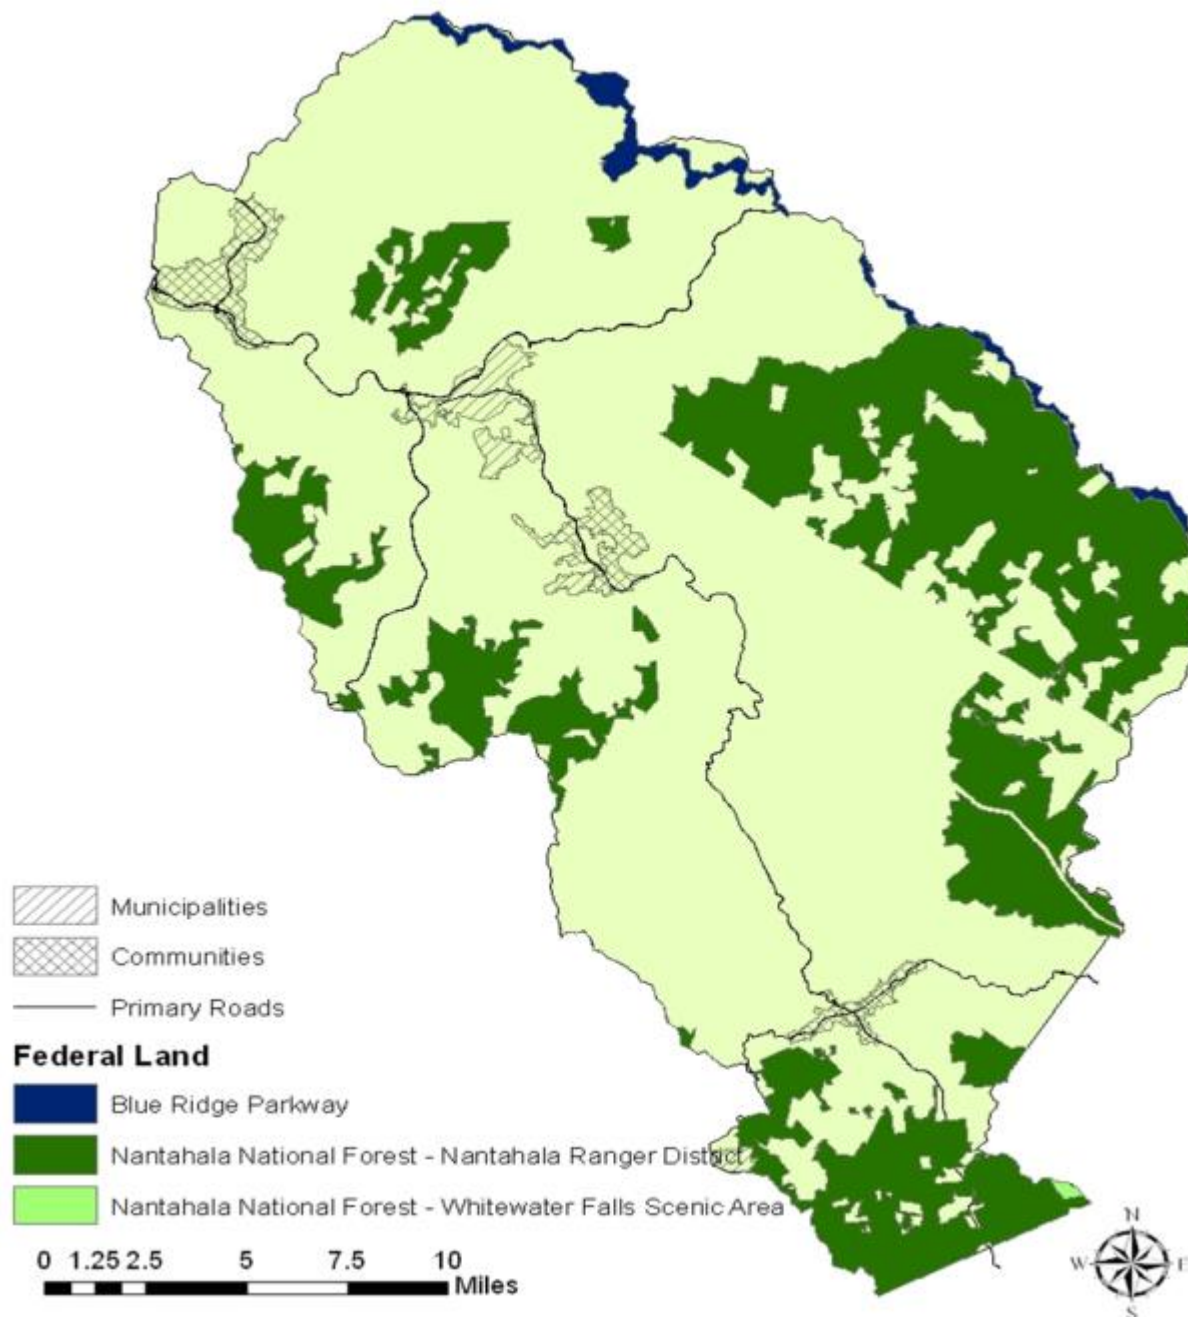 Municipalities
Communities
Primary Roads
Federal Land
Blue Ridge Parkway
Nantahala National Forest - Nantahala Ranger District
Nantahala National Forest - Whitewater Falls Scenic Area
0 1.25 2.5 5 7.5 10
Miles
N
W E
S